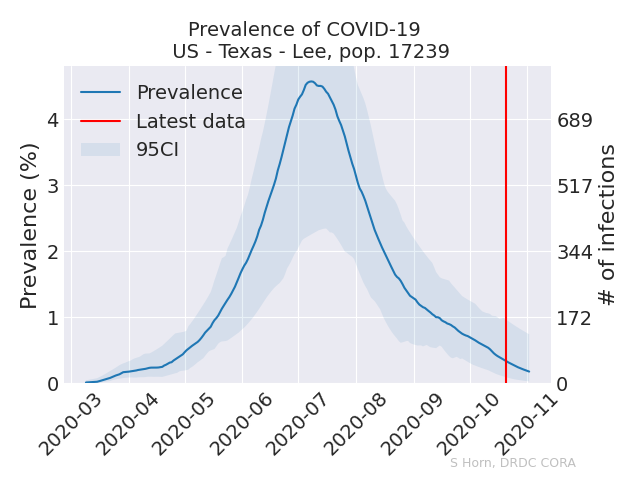 Prevalence of COVID-19
US - Texas - Lee, pop. 17239
Prevalence
Latest data
95CI
Prevalence (%)
4
3
2
1
0
689
517
344
172
0
# of infections
2020-03
2020-04
2020-05
2020-06
2020-07
2020-08
2020-09
2020-10
2020-11
S Horn, DRDC CORA